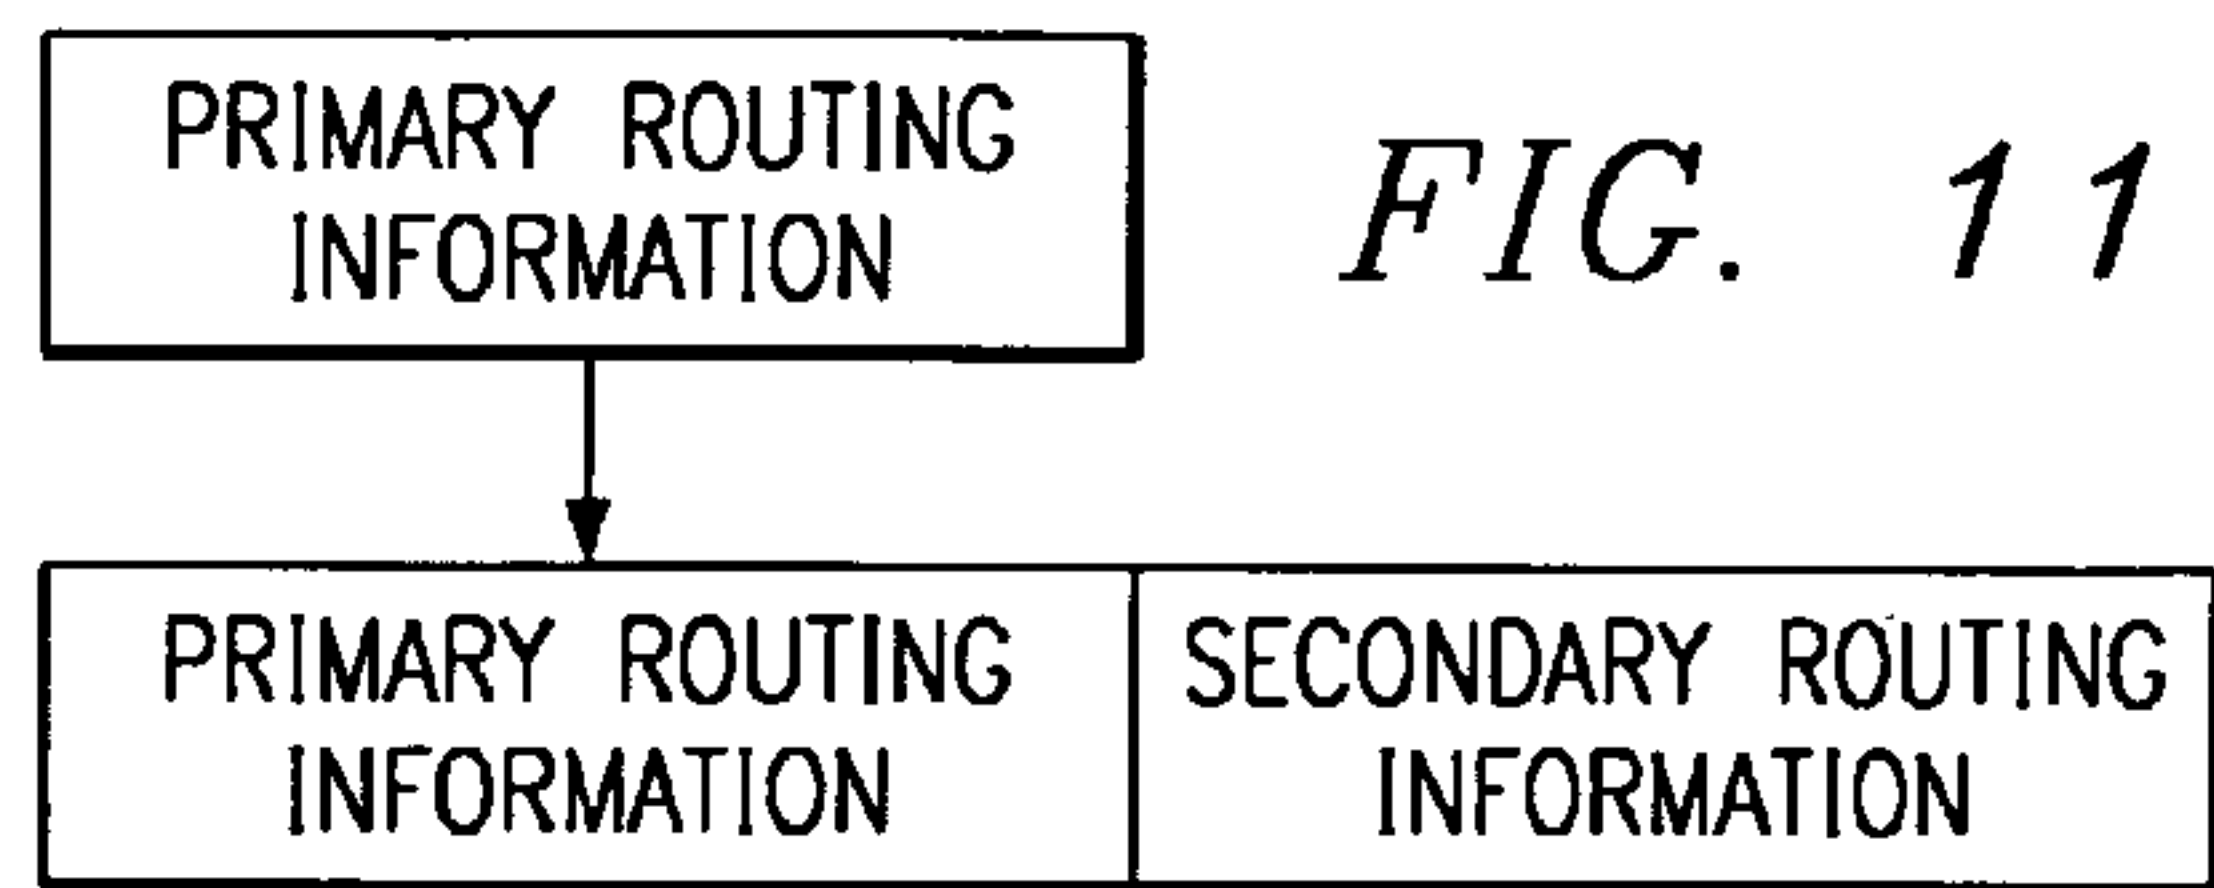 PRIMARY ROUTING
INFORMATION
FIG. 11
PRIMARY ROUTING
INFORMATION
SECONDARY ROUTING
INFORMATION